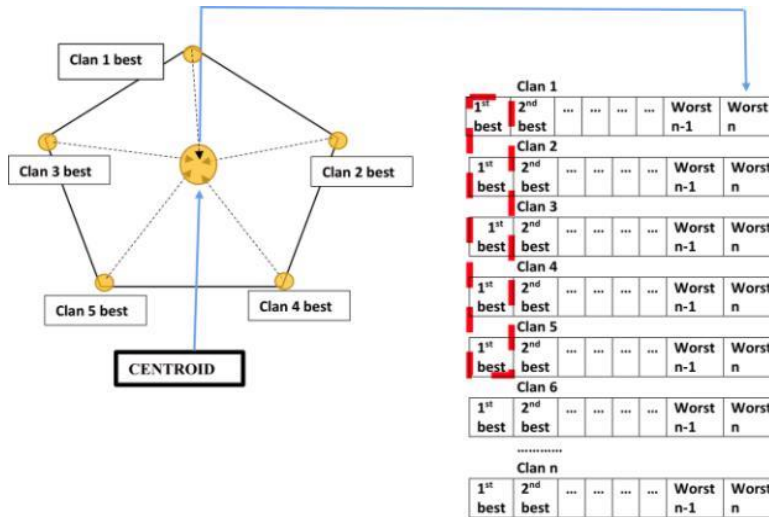 Clan 1 best
Clan 3 best
Clan 2 best
Clan 5 best
Clan 4 best
CENTROID
Clan 1
1st 2nd ... ... ... ... Worst Worst
best best n-1 n
Clan 2
1st 2nd ... ... ... ... Worst Worst
best best n-1 n
Clan 3
1st 2nd ... ... ... ... Worst Worst
best best n-1 n
Clan 4
1st 2nd ... ... ... ... Worst Worst
best best n-1 n
Clan 5
1st 2nd ... ... ... ... Worst Worst
best best n-1 n
Clan 6
1st 2nd ... ... ... ... Worst Worst
best best n-1 n
............
Clan n
1st 2nd ... ... ... ... Worst Worst
best best n-1 n